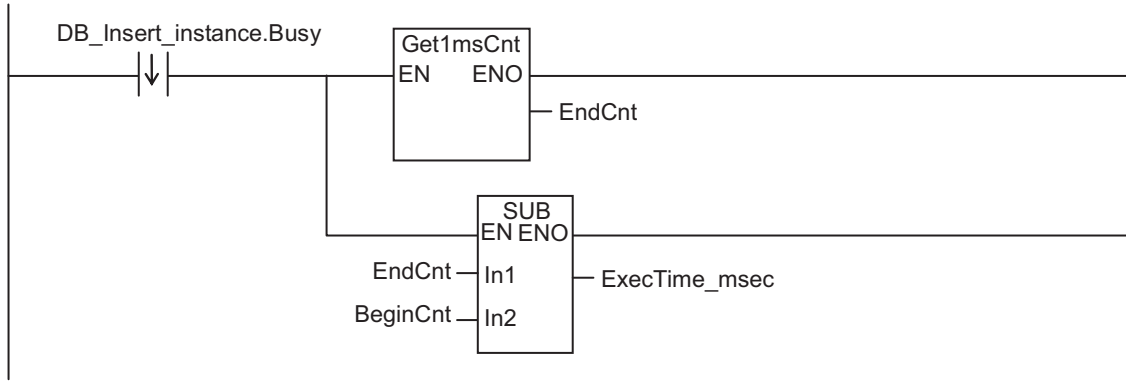 DB_Insert_instance.Busy
Get1msCnt
EN ENO
EndCnt
SUB
EN ENO
EndCnt In1
ExecTime_msec
BeginCnt In2